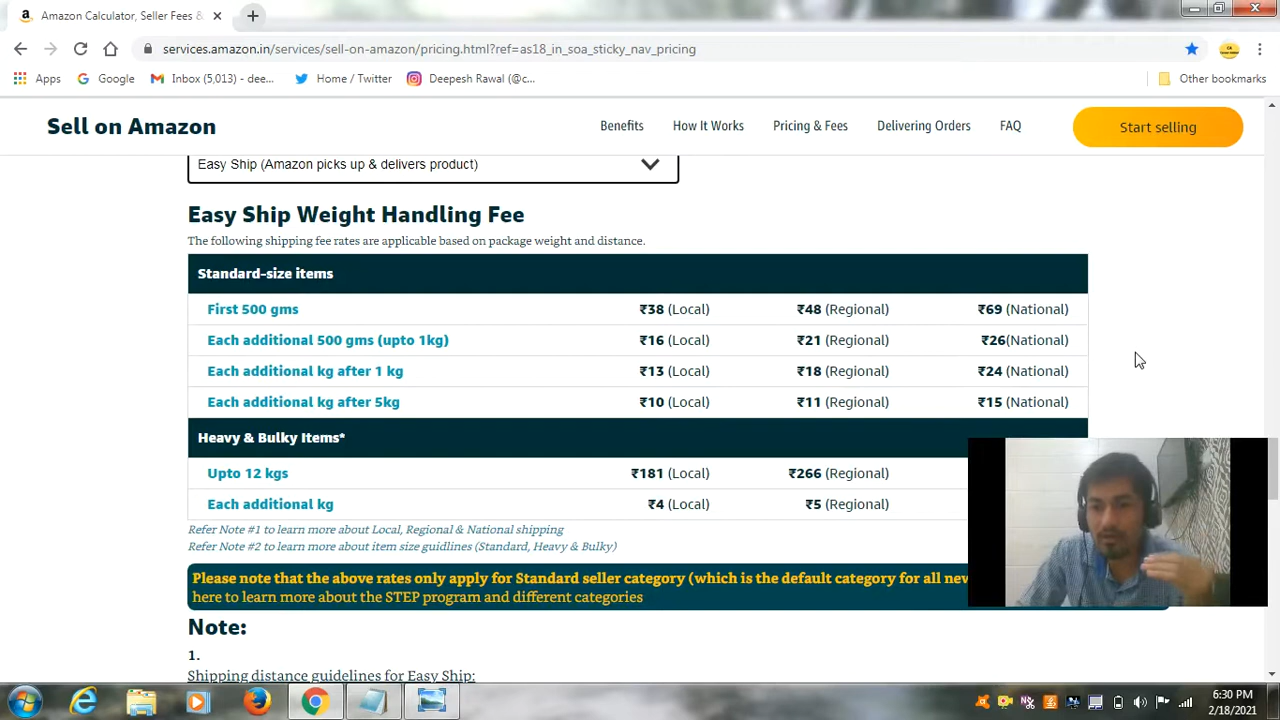 Amazon Calculator, Seller Fees &
services.amazon.in/services/sell-on-amazon/pricing.html?ref=as18_in_soa_sticky_nav_pricing
Apps Google Inbox (5,013) - dee... Home / Twitter Deepesh Rawal (@c... Other bookmarks
Sell on Amazon Benefits How It Works Pricing & Fees Delivering Orders FAQ Start selling
Easy Ship (Amazon picks up & delivers product)
Easy Ship Weight Handling Fee
The following shipping fee rates are applicable based on package weight and distance.
Standard-size items
First 500 gms ₹38 (Local) ₹48 (Regional) ₹69 (National)
Each additional 500 gms (upto 1kg) ₹16 (Local) ₹21 (Regional) ₹26(National)
Each additional kg after 1 kg ₹13 (Local) ₹18 (Regional) ₹24 (National)
Each additional kg after 5kg ₹10 (Local) ₹11 (Regional) ₹15 (National)
Heavy & Bulky Items*
Upto 12 kgs ₹181 (Local) ₹266 (Regional)
Each additional kg ₹4 (Local) ₹5 (Regional)
Refer Note #1 to learn more about Local, Regional & National shipping
Refer Note #2 to learn more about item size guidlines (Standard, Heavy & Bulky)
Please note that the above rates only apply for Standard seller category (which is the default category for all new
here to learn more about the STEP program and different categories
Note:
1.
Shipping distance guidelines for Easy Ship:
6:30 PM
2/18/2021